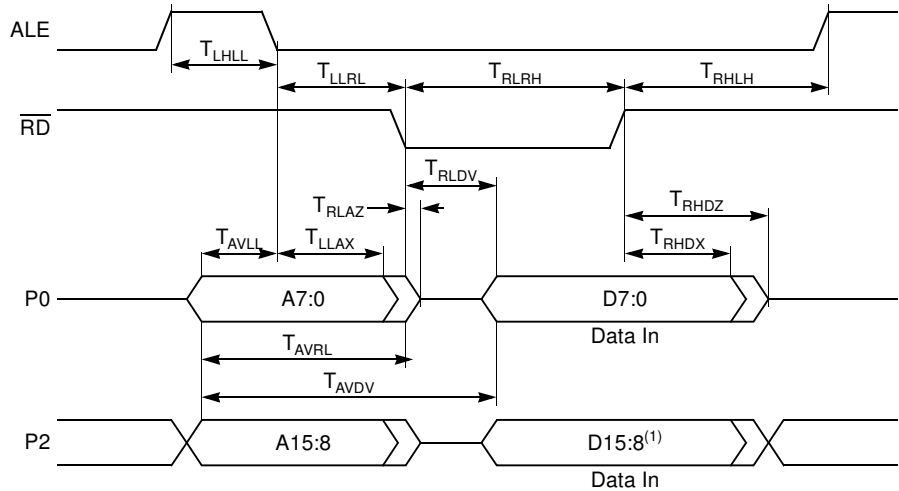 ALE
T_LHLL
T_LLRL
T_RLRH
T_RHLH
RD
T_RLDV
T_RLAZ
T_RHDZ
T_AVLL
T_LLAX
T_RHDX
P0
A7:0
D7:0
Data In
T_AVRL
T_AVDV
P2
A15:8
D15:8(1)
Data In